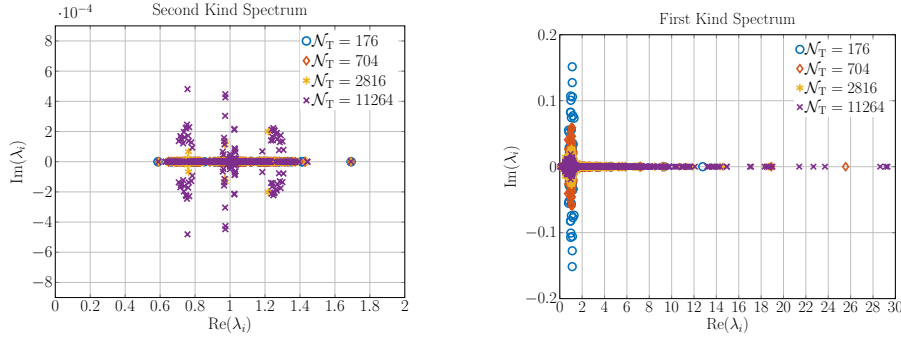 Second Kind Spectrum
·10⁻⁴
8
6
4
2
0
−2
−4
−6
−8
Im(λᵢ)
0 0.2 0.4 0.6 0.8 1 1.2 1.4 1.6 1.8 2
Re(λᵢ)
𝒩_T = 176
𝒩_T = 704
𝒩_T = 2816
𝒩_T = 11264
First Kind Spectrum
0.2
0.1
0
−0.1
−0.2
Im(λᵢ)
0 2 4 6 8 10 12 14 16 18 20 22 24 26 28 30
Re(λᵢ)
𝒩_T = 176
𝒩_T = 704
𝒩_T = 2816
𝒩_T = 11264